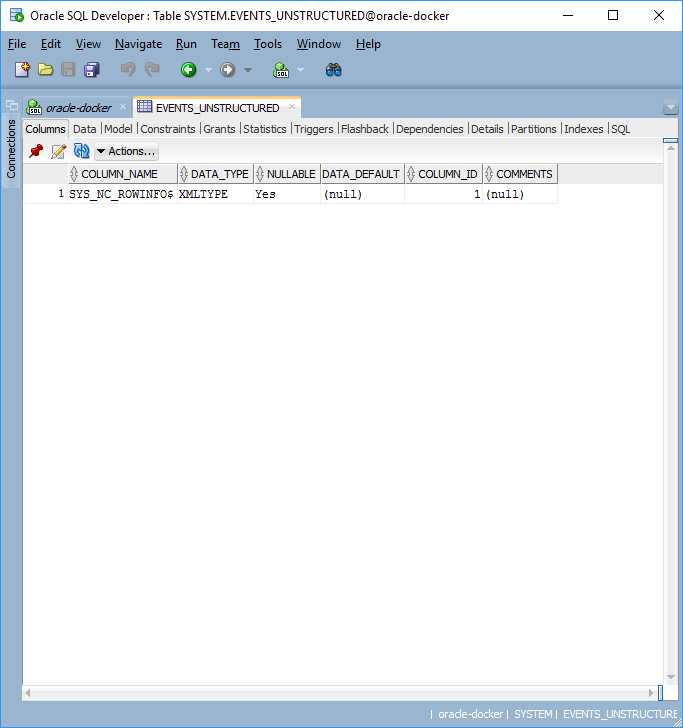 Oracle SQL Developer : Table SYSTEM.EVENTS_UNSTRUCTURED@oracle-docker
File Edit View Navigate Run Team Tools Window Help
SQL
Connections
SQL oracle-docker EVENTS_UNSTRUCTURED
Columns Data Model Constraints Grants Statistics Triggers Flashback Dependencies Details Partitions Indexes SQL
Actions...
COLUMN_NAME DATA_TYPE NULLABLE DATA_DEFAULT COLUMN_ID COMMENTS
1 SYS_NC_ROWINFO$ XMLTYPE Yes (null) 1 (null)
| oracle-docker | SYSTEM | EVENTS_UNSTRUCTURE